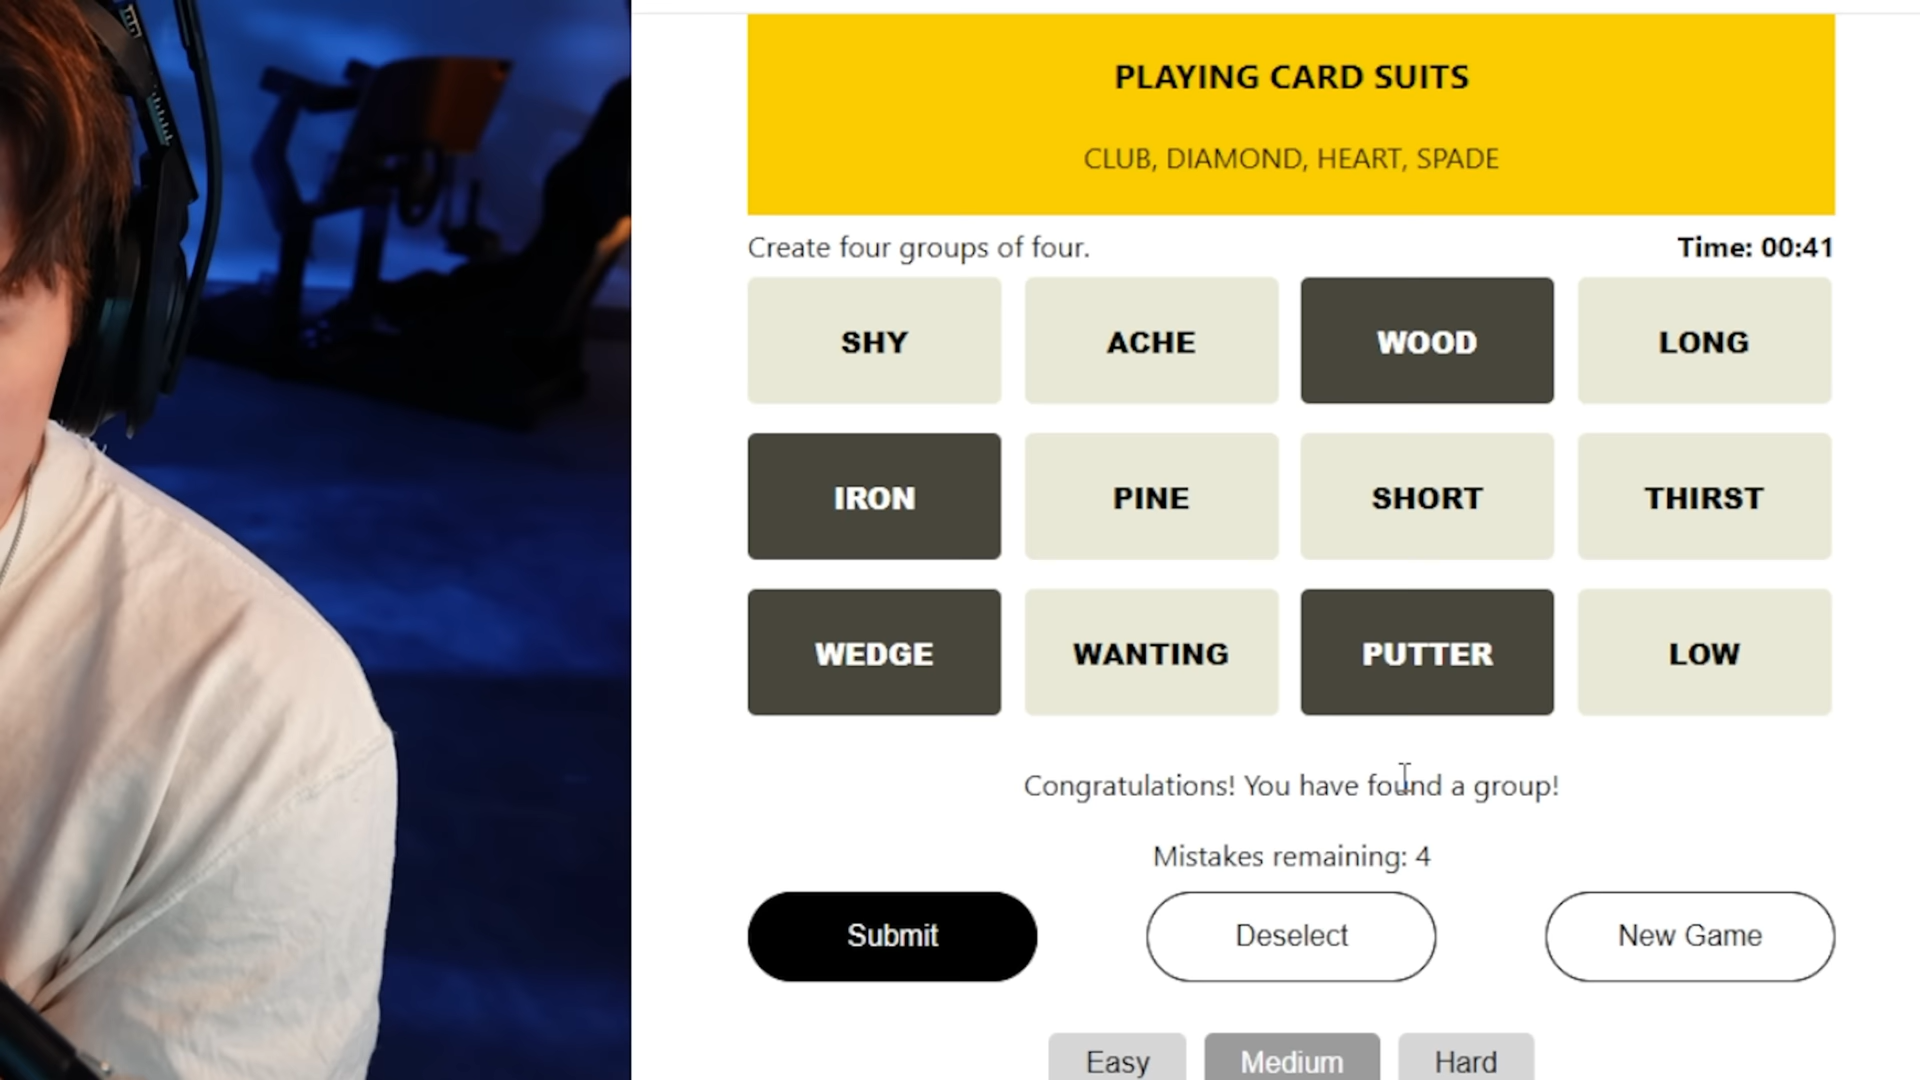 PLAYING CARD SUITS
CLUB, DIAMOND, HEART, SPADE
Create four groups of four.
Time: 00:41
SHY
ACHE
WOOD
LONG
IRON
PINE
SHORT
THIRST
WEDGE
WANTING
PUTTER
LOW
Congratulations! You have found a group!
Mistakes remaining: 4
Submit
Deselect
New Game
Easy
Medium
Hard